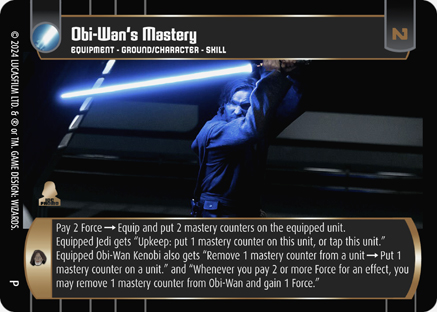 Obi-Wan's Mastery
EQUIPMENT - GROUND/CHARACTER - SKILL
N
© 2024 LUCASFILM LTD. & ® or TM. GAME DESIGN: WIZARDS.
P
Pay 2 Force → Equip and put 2 mastery counters on the equipped unit.
Equipped Jedi gets “Upkeep: put 1 mastery counter on this unit, or tap this unit.”
Equipped Obi-Wan Kenobi also gets “Remove 1 mastery counter from a unit → Put 1
mastery counter on a unit.” and “Whenever you pay 2 or more Force for an effect, you
may remove 1 mastery counter from Obi-Wan and gain 1 Force.”